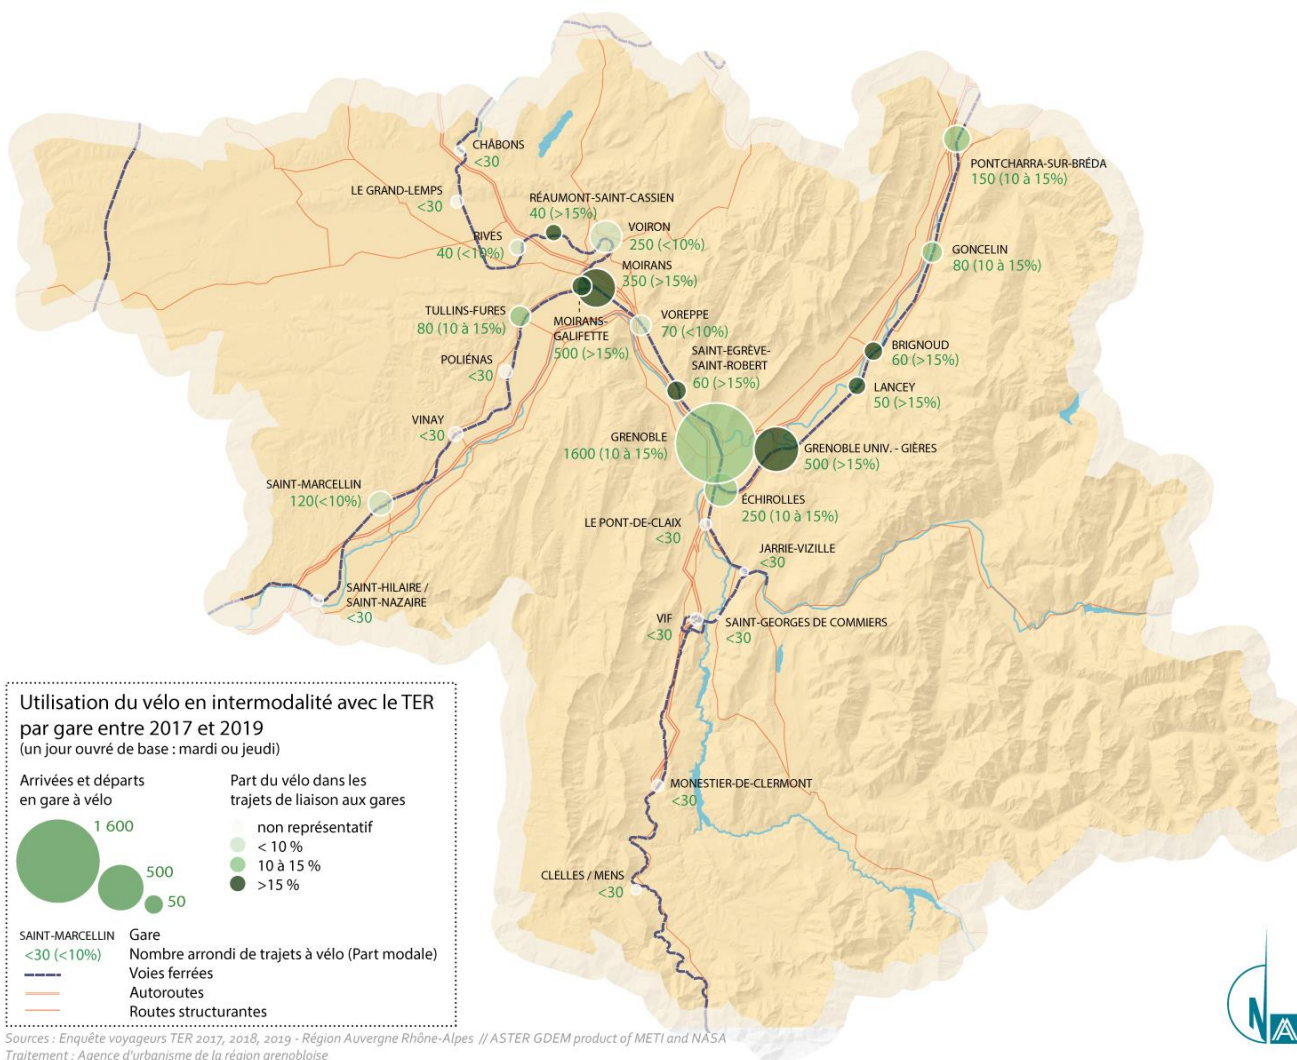 CHÂBONS
<30
LE GRAND-LEMPS
<30
RÉAUMONT-SAINT-CASSIEN
40 (>15%)
RIVES
40 (<10%)
VOIRON
250 (<10%)
MOIRANS
350 (>15%)
PONTCHARRA-SUR-BRÉDA
150 (10 à 15%)
GONCELIN
80 (10 à 15%)
TULLINS-FURES
80 (10 à 15%)
MOIRANS-
GALIFETTE
500 (>15%)
VOREPPE
70 (<10%)
POLIÉNAS
<30
SAINT-EGRÈVE-
SAINT-ROBERT
60 (>15%)
BRIGNOUD
60 (>15%)
LANCEY
50 (>15%)
VINAY
<30
GRENOBLE
1600 (10 à 15%)
GRENOBLE UNIV. - GIÈRES
500 (>15%)
SAINT-MARCELLIN
120(<10%)
ÉCHIROLLES
250 (10 à 15%)
LE PONT-DE-CLAIX
<30
JARRIE-VIZILLE
<30
SAINT-HILAIRE /
SAINT-NAZAIRE
<30
VIF
<30
SAINT-GEORGES DE COMMIERS
<30
MONESTIER-DE-CLERMONT
<30
CLELLES / MENS
<30
Utilisation du vélo en intermodalité avec le TER
par gare entre 2017 et 2019
(un jour ouvré de base : mardi ou jeudi)
Arrivées et départs
en gare à vélo
1 600
500
50
Part du vélo dans les
trajets de liaison aux gares
non représentatif
< 10 %
10 à 15 %
>15 %
SAINT-MARCELLIN Gare
<30 (<10%) Nombre arrondi de trajets à vélo (Part modale)
Voies ferrées
Autoroutes
Routes structurantes
Sources : Enquête voyageurs TER 2017, 2018, 2019 - Région Auvergne Rhône-Alpes // ASTER GDEM product of METI and NASA
Traitement : Agence d'urbanisme de la région grenobloise
N